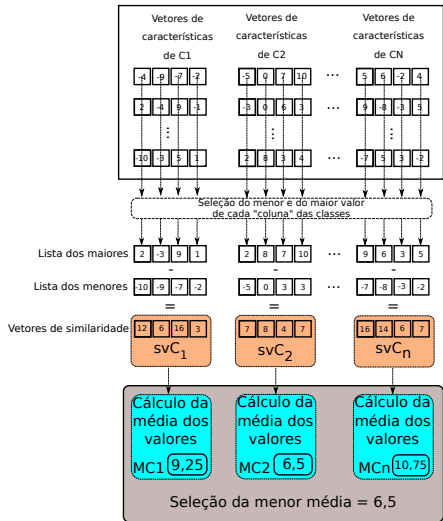 Vetores de características de C1
Vetores de características de C2
Vetores de características de CN
-4 -9 -7 -2
-5 0 7 10
...
5 6 -2 4
2 -4 9 -1
-3 0 6 3
...
9 -8 -3 5
...
...
...
-10 -3 5 1
2 8 3 4
...
-7 5 3 -2
Seleção do menor e do maior valor
de cada "coluna" das classes
Lista dos maiores
2 -3 9 1
2 8 7 10
...
9 6 3 5
- - -
Lista dos menores
-10 -9 -7 -2
-5 0 3 3
-7 -8 -3 -2
= = =
Vetores de similaridade
12 6 16 3
7 8 4 7
16 14 6 7
svC1
svC2
svCn
Cálculo da
média dos
valores
MC1 9,25
Cálculo da
média dos
valores
MC2 6,5
Cálculo da
média dos
valores
MCn 10,75
Seleção da menor média = 6,5